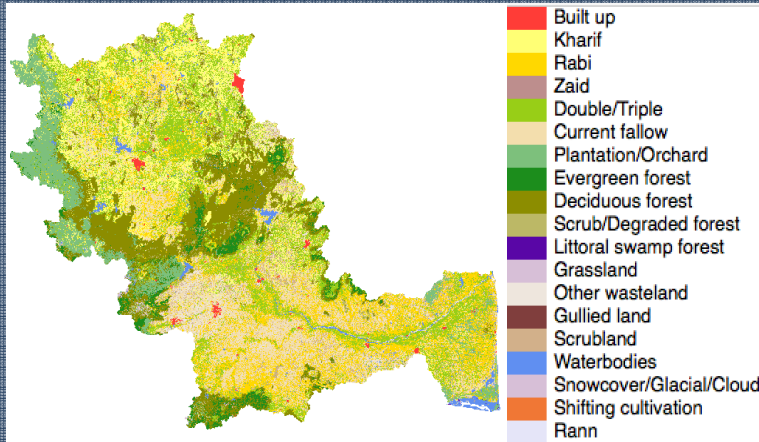 Built up
Kharif
Rabi
Zaid
Double/Triple
Current fallow
Plantation/Orchard
Evergreen forest
Deciduous forest
Scrub/Degraded forest
Littoral swamp forest
Grassland
Other wasteland
Gullied land
Scrubland
Waterbodies
Snowcover/Glacial/Cloud
Shifting cultivation
Rann